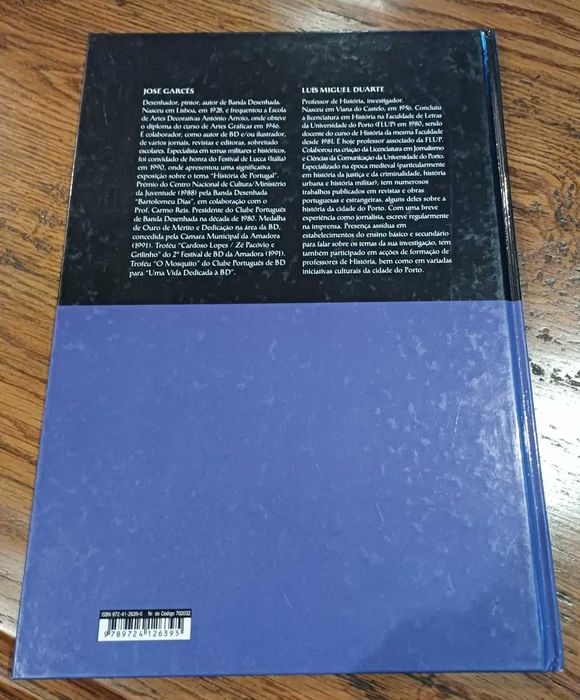 JOSÉ GARCÊS
Desenhador, pintor, autor de Banda Desenhada.
Nasceu em Lisboa, em 1928, e frequentou a Escola
de Artes Decorativas António Arroio, onde obteve
o diploma do curso de Artes Gráficas em 1946.
É colaborador, como autor de BD e/ou ilustrador,
de vários jornais, revistas e editoras, sobretudo
escolares. Especialista em temas militares e históricos,
foi convidado de honra do Festival de Lucca (Itália)
em 1990, onde apresentou uma significativa
exposição sobre o tema "História de Portugal".
Prémio do Centro Nacional de Cultura/Ministério
da Juventude (1988) pela Banda Desenhada
"Bartolomeu Dias", em colaboração com o
Prof. Carmo Reis. Presidente do Clube Português
de Banda Desenhada na década de 1980. Medalha
de Ouro de Mérito e Dedicação na área da BD,
concedida pela Câmara Municipal da Amadora
(1991). Troféu "Cardoso Lopes / Zé Pacóvio e
Grilinho" do 2º Festival de BD da Amadora (1991).
Troféu "O Mosquito" do Clube Português de BD
para "Uma Vida Dedicada à BD".
LUÍS MIGUEL DUARTE
Professor de História, investigador.
Nasceu em Viana do Castelo, em 1956. Concluiu
a licenciatura em História na Faculdade de Letras
da Universidade do Porto (FLUP) em 1980, sendo
docente do curso de História da mesma Faculdade
desde 1981. É hoje professor associado da FLUP.
Colaborou na criação da Licenciatura em Jornalismo
e Ciências da Comunicação da Universidade do Porto.
Especializado na época medieval (particularmente
em história da justiça e da criminalidade, história
urbana e história militar), tem numerosos
trabalhos publicados em revistas e obras
portuguesas e estrangeiras, alguns deles sobre a
história da cidade do Porto. Com uma breve
experiência como jornalista, escreve regularmente
na imprensa. Presença assídua em
estabelecimentos do ensino básico e secundário
para falar sobre os temas da sua investigação, tem
também participado em acções de formação de
professores de História, bem como em variadas
iniciativas culturais da cidade do Porto.
ISBN 972-41-2639-0 Nr. de Código 702032
9789724126395